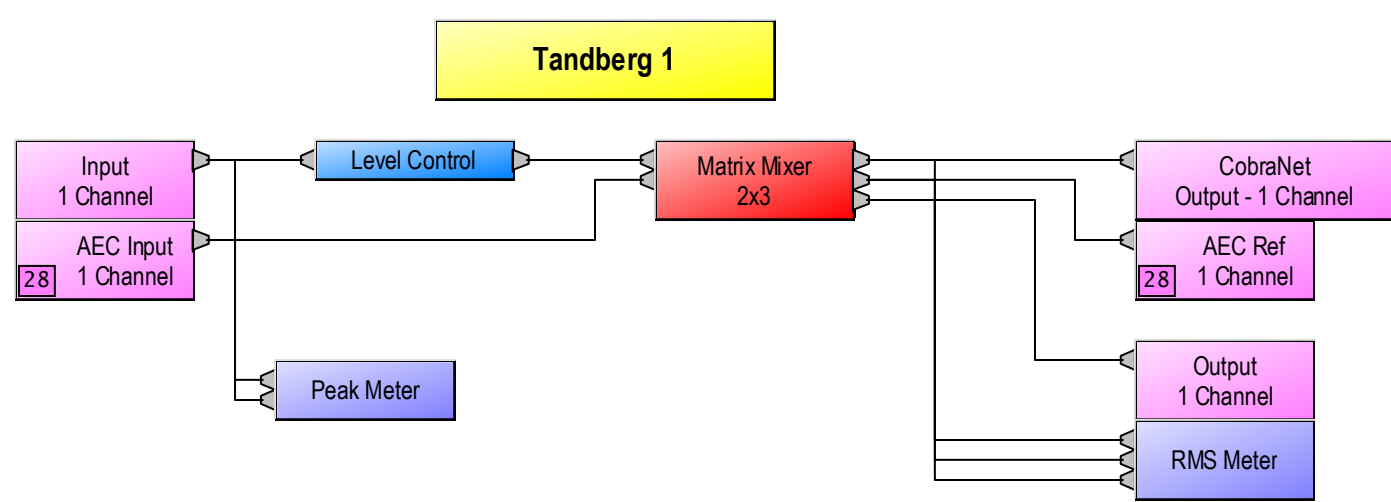 Tandberg 1
Input
1 Channel
Level Control
Matrix Mixer
2x3
CobraNet
Output - 1 Channel
AEC Input
28 1 Channel
AEC Ref
28 1 Channel
Peak Meter
Output
1 Channel
RMS Meter